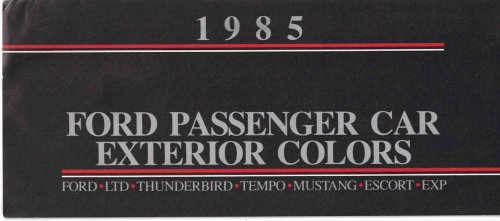 1985
FORD PASSENGER CAR
EXTERIOR COLORS
FORD•LTD•THUNDERBIRD•TEMPO•MUSTANG•ESCORT•EXP